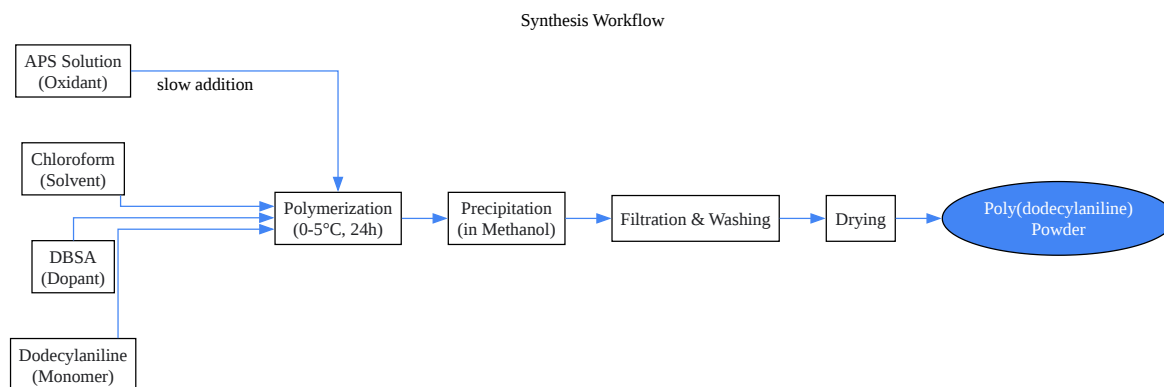 Synthesis Workflow
APS Solution
(Oxidant)
slow addition
Chloroform
(Solvent)
DBSA
(Dopant)
Dodecylaniline
(Monomer)
Polymerization
(0-5°C, 24h)
Precipitation
(in Methanol)
Filtration & Washing
Drying
Poly(dodecylaniline)
Powder